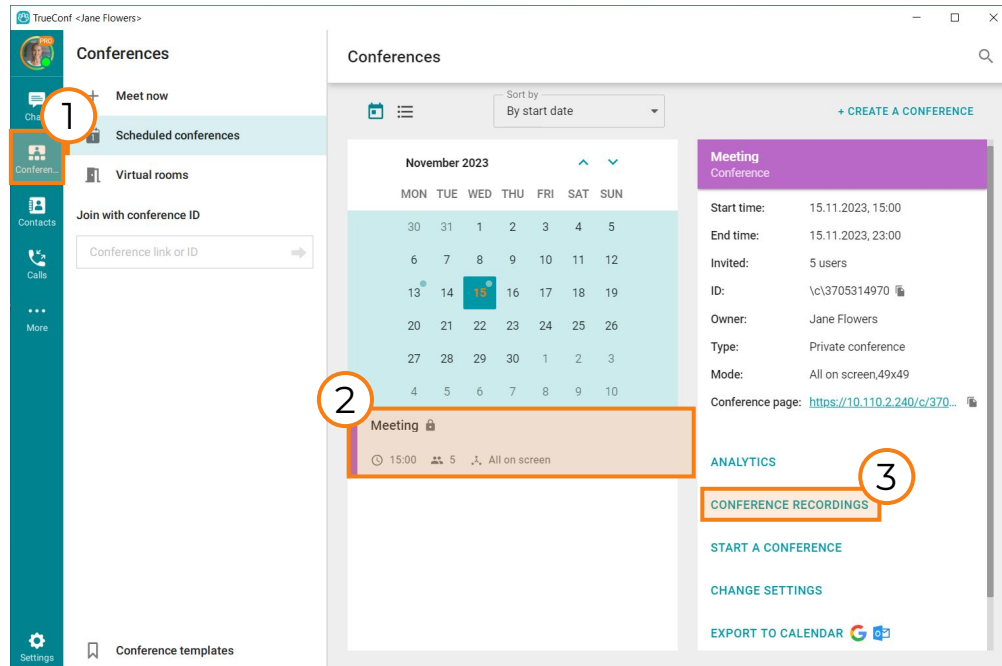 TrueConf <Jane Flowers>
PRO
Conferences
Meet now
Scheduled conferences
1
Virtual rooms
Join with conference ID
Conference link or ID
Conference templates
1
Conferen...
Contacts
Calls
More
Settings
Conferences
Sort by
By start date
+ CREATE A CONFERENCE
November 2023
MON TUE WED THU FRI SAT SUN
30 31 1 2 3 4 5
6 7 8 9 10 11 12
13 14 15 16 17 18 19
20 21 22 23 24 25 26
27 28 29 30 1 2 3
4 5 6 7 8 9 10
2
Meeting
15:00 5 All on screen
Meeting
Conference
Start time: 15.11.2023, 15:00
End time: 15.11.2023, 23:00
Invited: 5 users
ID: \c\3705314970
Owner: Jane Flowers
Type: Private conference
Mode: All on screen,49x49
Conference page: https://10.110.2.240/c/370...
ANALYTICS
3
CONFERENCE RECORDINGS
START A CONFERENCE
CHANGE SETTINGS
EXPORT TO CALENDAR